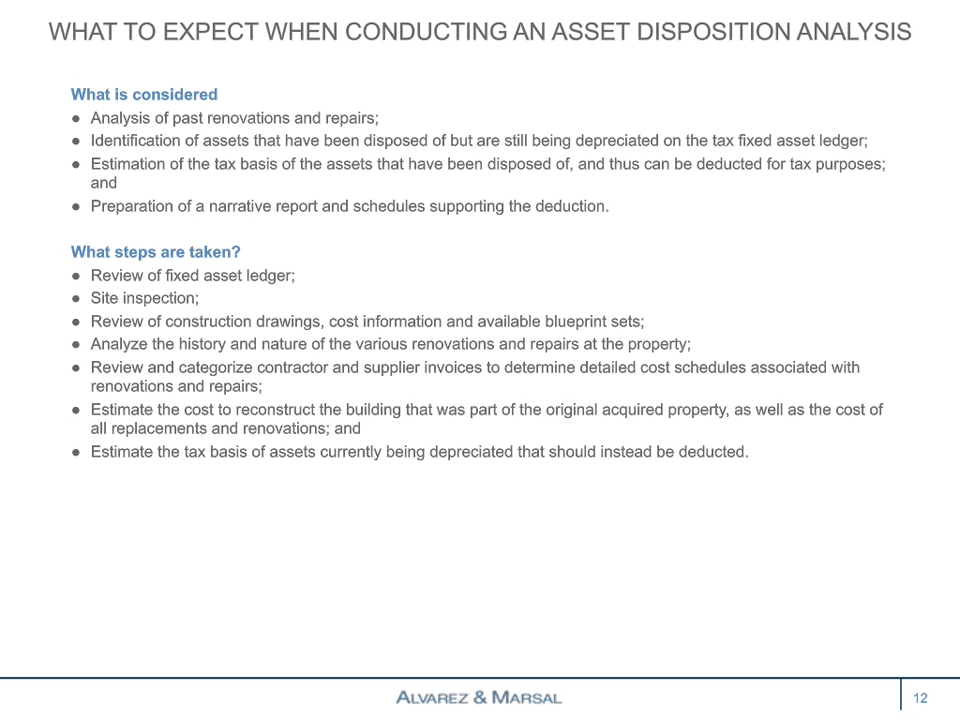 WHAT TO EXPECT WHEN CONDUCTING AN ASSET DISPOSITION ANALYSIS
What is considered
● Analysis of past renovations and repairs;
● Identification of assets that have been disposed of but are still being depreciated on the tax fixed asset ledger;
● Estimation of the tax basis of the assets that have been disposed of, and thus can be deducted for tax purposes;
and
● Preparation of a narrative report and schedules supporting the deduction.
What steps are taken?
● Review of fixed asset ledger;
● Site inspection;
● Review of construction drawings, cost information and available blueprint sets;
● Analyze the history and nature of the various renovations and repairs at the property;
● Review and categorize contractor and supplier invoices to determine detailed cost schedules associated with
renovations and repairs;
● Estimate the cost to reconstruct the building that was part of the original acquired property, as well as the cost of
all replacements and renovations; and
● Estimate the tax basis of assets currently being depreciated that should instead be deducted.
ALVAREZ & MARSAL
12